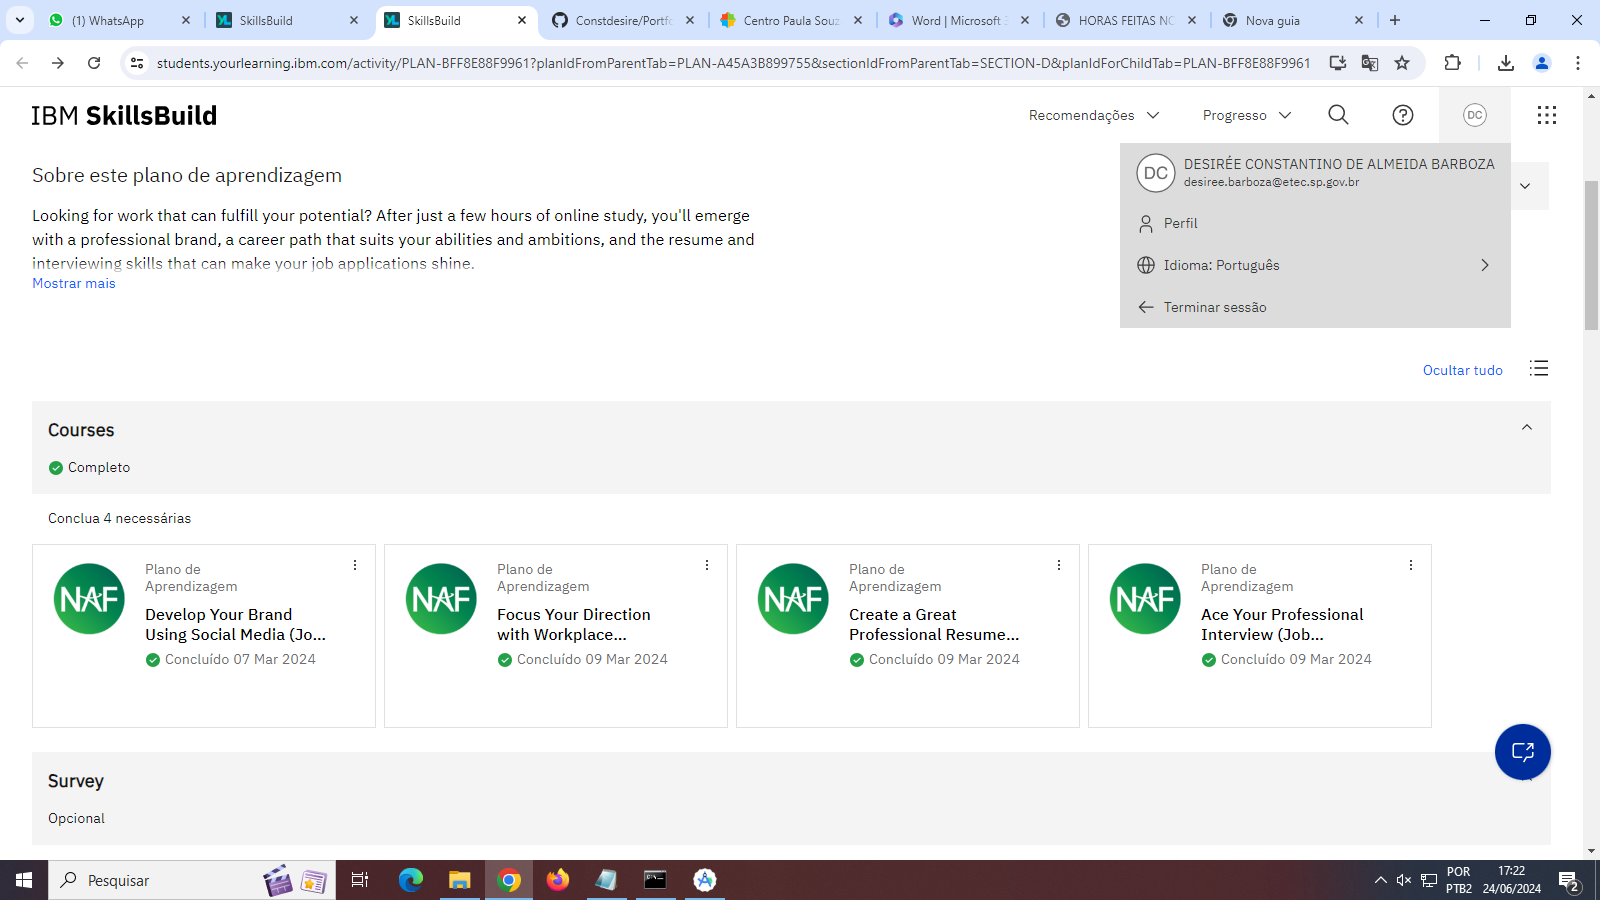 (1) WhatsApp
SkillsBuild
SkillsBuild
Constdesire/Portfo
Centro Paula Souz
Word | Microsoft
HORAS FEITAS NO
Nova guia
students.yourlearning.ibm.com/activity/PLAN-BFF8E88F9961?planIdFromParentTab=PLAN-A45A3B899755&sectionIdFromParentTab=SECTION-D&planIdForChildTab=PLAN-BFF8E88F9961
IBM SkillsBuild
Recomendações
Progresso
DC
DC
DESIRÉE CONSTANTINO DE ALMEIDA BARBOZA
desiree.barboza@etec.sp.gov.br
Perfil
Idioma: Português
Terminar sessão
Sobre este plano de aprendizagem
Looking for work that can fulfill your potential? After just a few hours of online study, you'll emerge
with a professional brand, a career path that suits your abilities and ambitions, and the resume and
interviewing skills that can make your job applications shine.
Mostrar mais
Ocultar tudo
Courses
Completo
Conclua 4 necessárias
NAF
Plano de
Aprendizagem
Develop Your Brand
Using Social Media (Jo...
Concluído 07 Mar 2024
NAF
Plano de
Aprendizagem
Focus Your Direction
with Workplace...
Concluído 09 Mar 2024
NAF
Plano de
Aprendizagem
Create a Great
Professional Resume...
Concluído 09 Mar 2024
NAF
Plano de
Aprendizagem
Ace Your Professional
Interview (Job...
Concluído 09 Mar 2024
Survey
Opcional
Pesquisar
POR
PTB2
17:22
24/06/2024
2